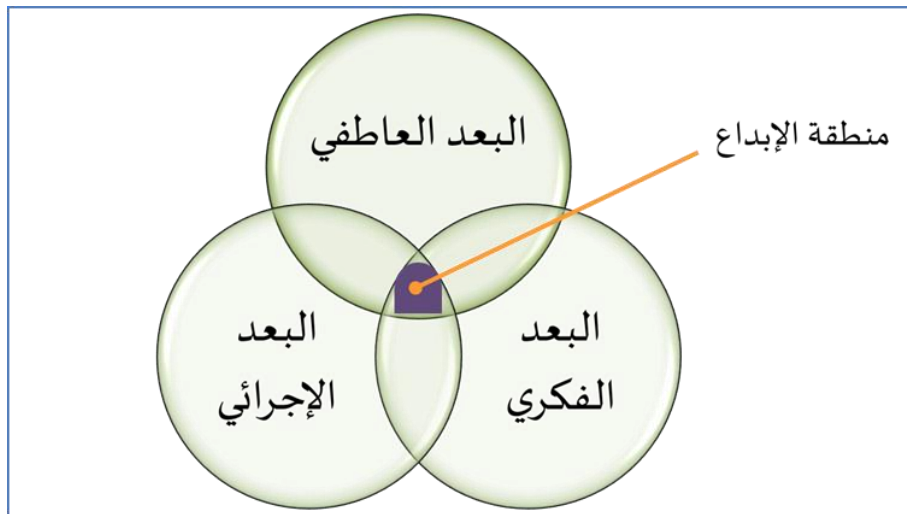 البعد العاطفي
منطقة الإبداع
البعد
الفكري
البعد
الإجرائي